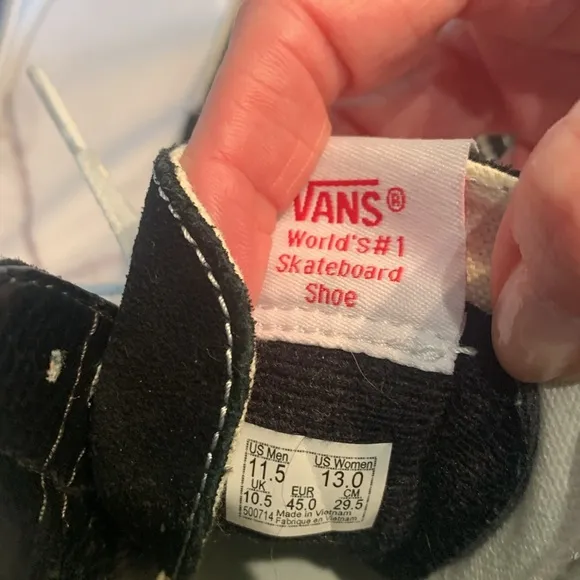 VANS®
World's#1
Skateboard
Shoe
US Men US Women
11.5 13.0
UK EUR CM
10.5 45.0 29.5
500714 Made in Vietnam
Fabrique en Vietnam